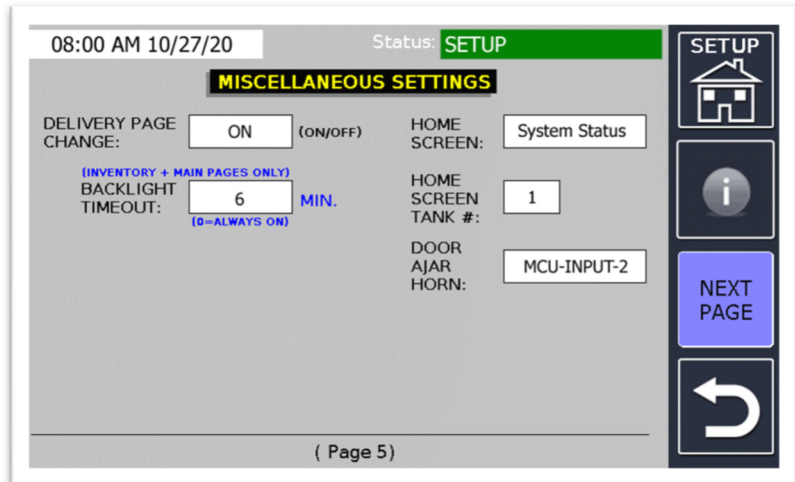 08:00 AM 10/27/20
Status: SETUP
SETUP
MISCELLANEOUS SETTINGS
DELIVERY PAGE
CHANGE:
ON
(ON/OFF)
(INVENTORY + MAIN PAGES ONLY)
BACKLIGHT
TIMEOUT:
6
MIN.
(0=ALWAYS ON)
HOME
SCREEN:
System Status
HOME
SCREEN
TANK #:
1
DOOR
AJAR
HORN:
MCU-INPUT-2
i
NEXT
PAGE
( Page 5)